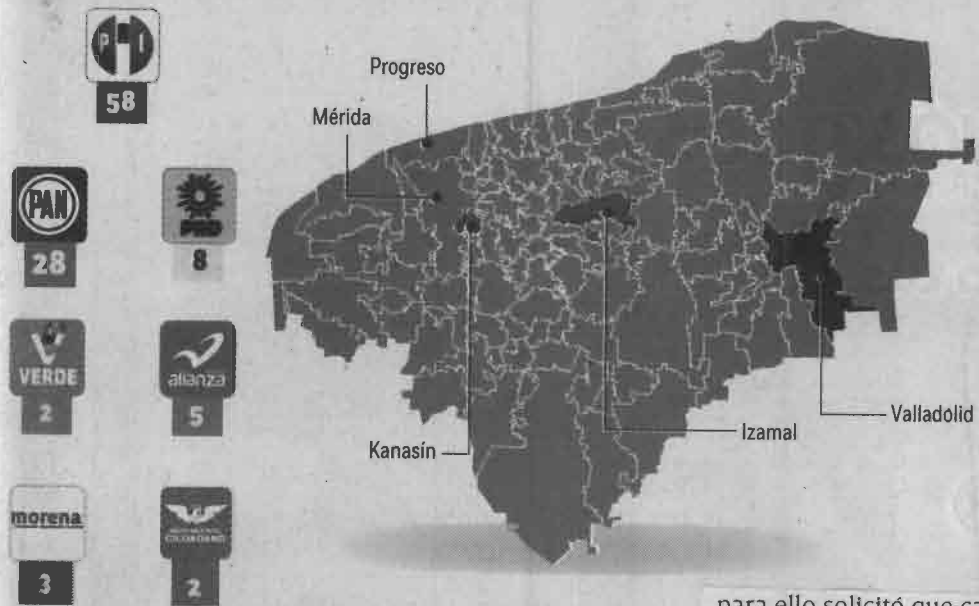 PRI
58
PAN
28
PRD
8
VERDE
2
alianza
5
morena
3
CIUDADANO
2
Progreso
Mérida
Kanasín
Izamal
Valladolid
para ello solicitó que